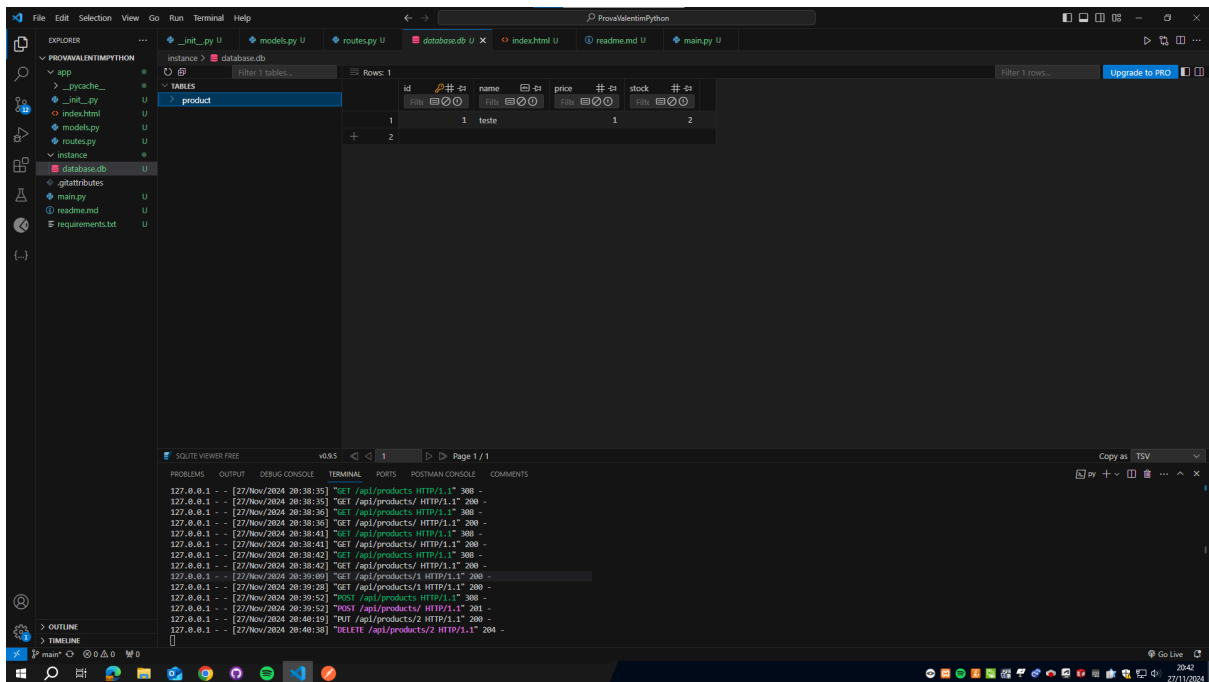 File Edit Selection View Go Run Terminal Help
ProvaValentimPython
EXPLORER
__init__.py U models.py U routes.py U database.db U index.html U readme.md U main.py U
PROVAVALENTIMPYTHON
instance > database.db
app
Filter 1 tables...
Rows: 1
Filter 1 rows...
Upgrade to PRO
__pycache__
TABLES
id name price stock
__init__.py U
product
index.html U
1 1 teste 1 2
models.py U
2
routes.py U
instance
database.db U
.gitattributes
main.py U
readme.md U
requirements.txt U
SQLITE VIEWER FREE v0.9.5 1 Page 1 / 1 Copy as TSV
PROBLEMS OUTPUT DEBUG CONSOLE TERMINAL PORTS POSTMAN CONSOLE COMMENTS
py
127.0.0.1 - - [27/Nov/2024 20:38:35] "GET /api/products HTTP/1.1" 308 -
127.0.0.1 - - [27/Nov/2024 20:38:35] "GET /api/products/ HTTP/1.1" 200 -
127.0.0.1 - - [27/Nov/2024 20:38:36] "GET /api/products HTTP/1.1" 308 -
127.0.0.1 - - [27/Nov/2024 20:38:36] "GET /api/products/ HTTP/1.1" 200 -
127.0.0.1 - - [27/Nov/2024 20:38:41] "GET /api/products HTTP/1.1" 308 -
127.0.0.1 - - [27/Nov/2024 20:38:41] "GET /api/products/ HTTP/1.1" 200 -
127.0.0.1 - - [27/Nov/2024 20:38:42] "GET /api/products HTTP/1.1" 308 -
127.0.0.1 - - [27/Nov/2024 20:38:42] "GET /api/products/ HTTP/1.1" 200 -
127.0.0.1 - - [27/Nov/2024 20:39:09] "GET /api/products/1 HTTP/1.1" 200 -
127.0.0.1 - - [27/Nov/2024 20:39:28] "GET /api/products/1 HTTP/1.1" 200 -
127.0.0.1 - - [27/Nov/2024 20:39:52] "POST /api/products HTTP/1.1" 308 -
127.0.0.1 - - [27/Nov/2024 20:39:52] "POST /api/products/ HTTP/1.1" 201 -
127.0.0.1 - - [27/Nov/2024 20:40:19] "PUT /api/products/2 HTTP/1.1" 200 -
127.0.0.1 - - [27/Nov/2024 20:40:38] "DELETE /api/products/2 HTTP/1.1" 204 -
OUTLINE
TIMELINE
main* 0 0 0 Go Live
20:42
27/11/2024